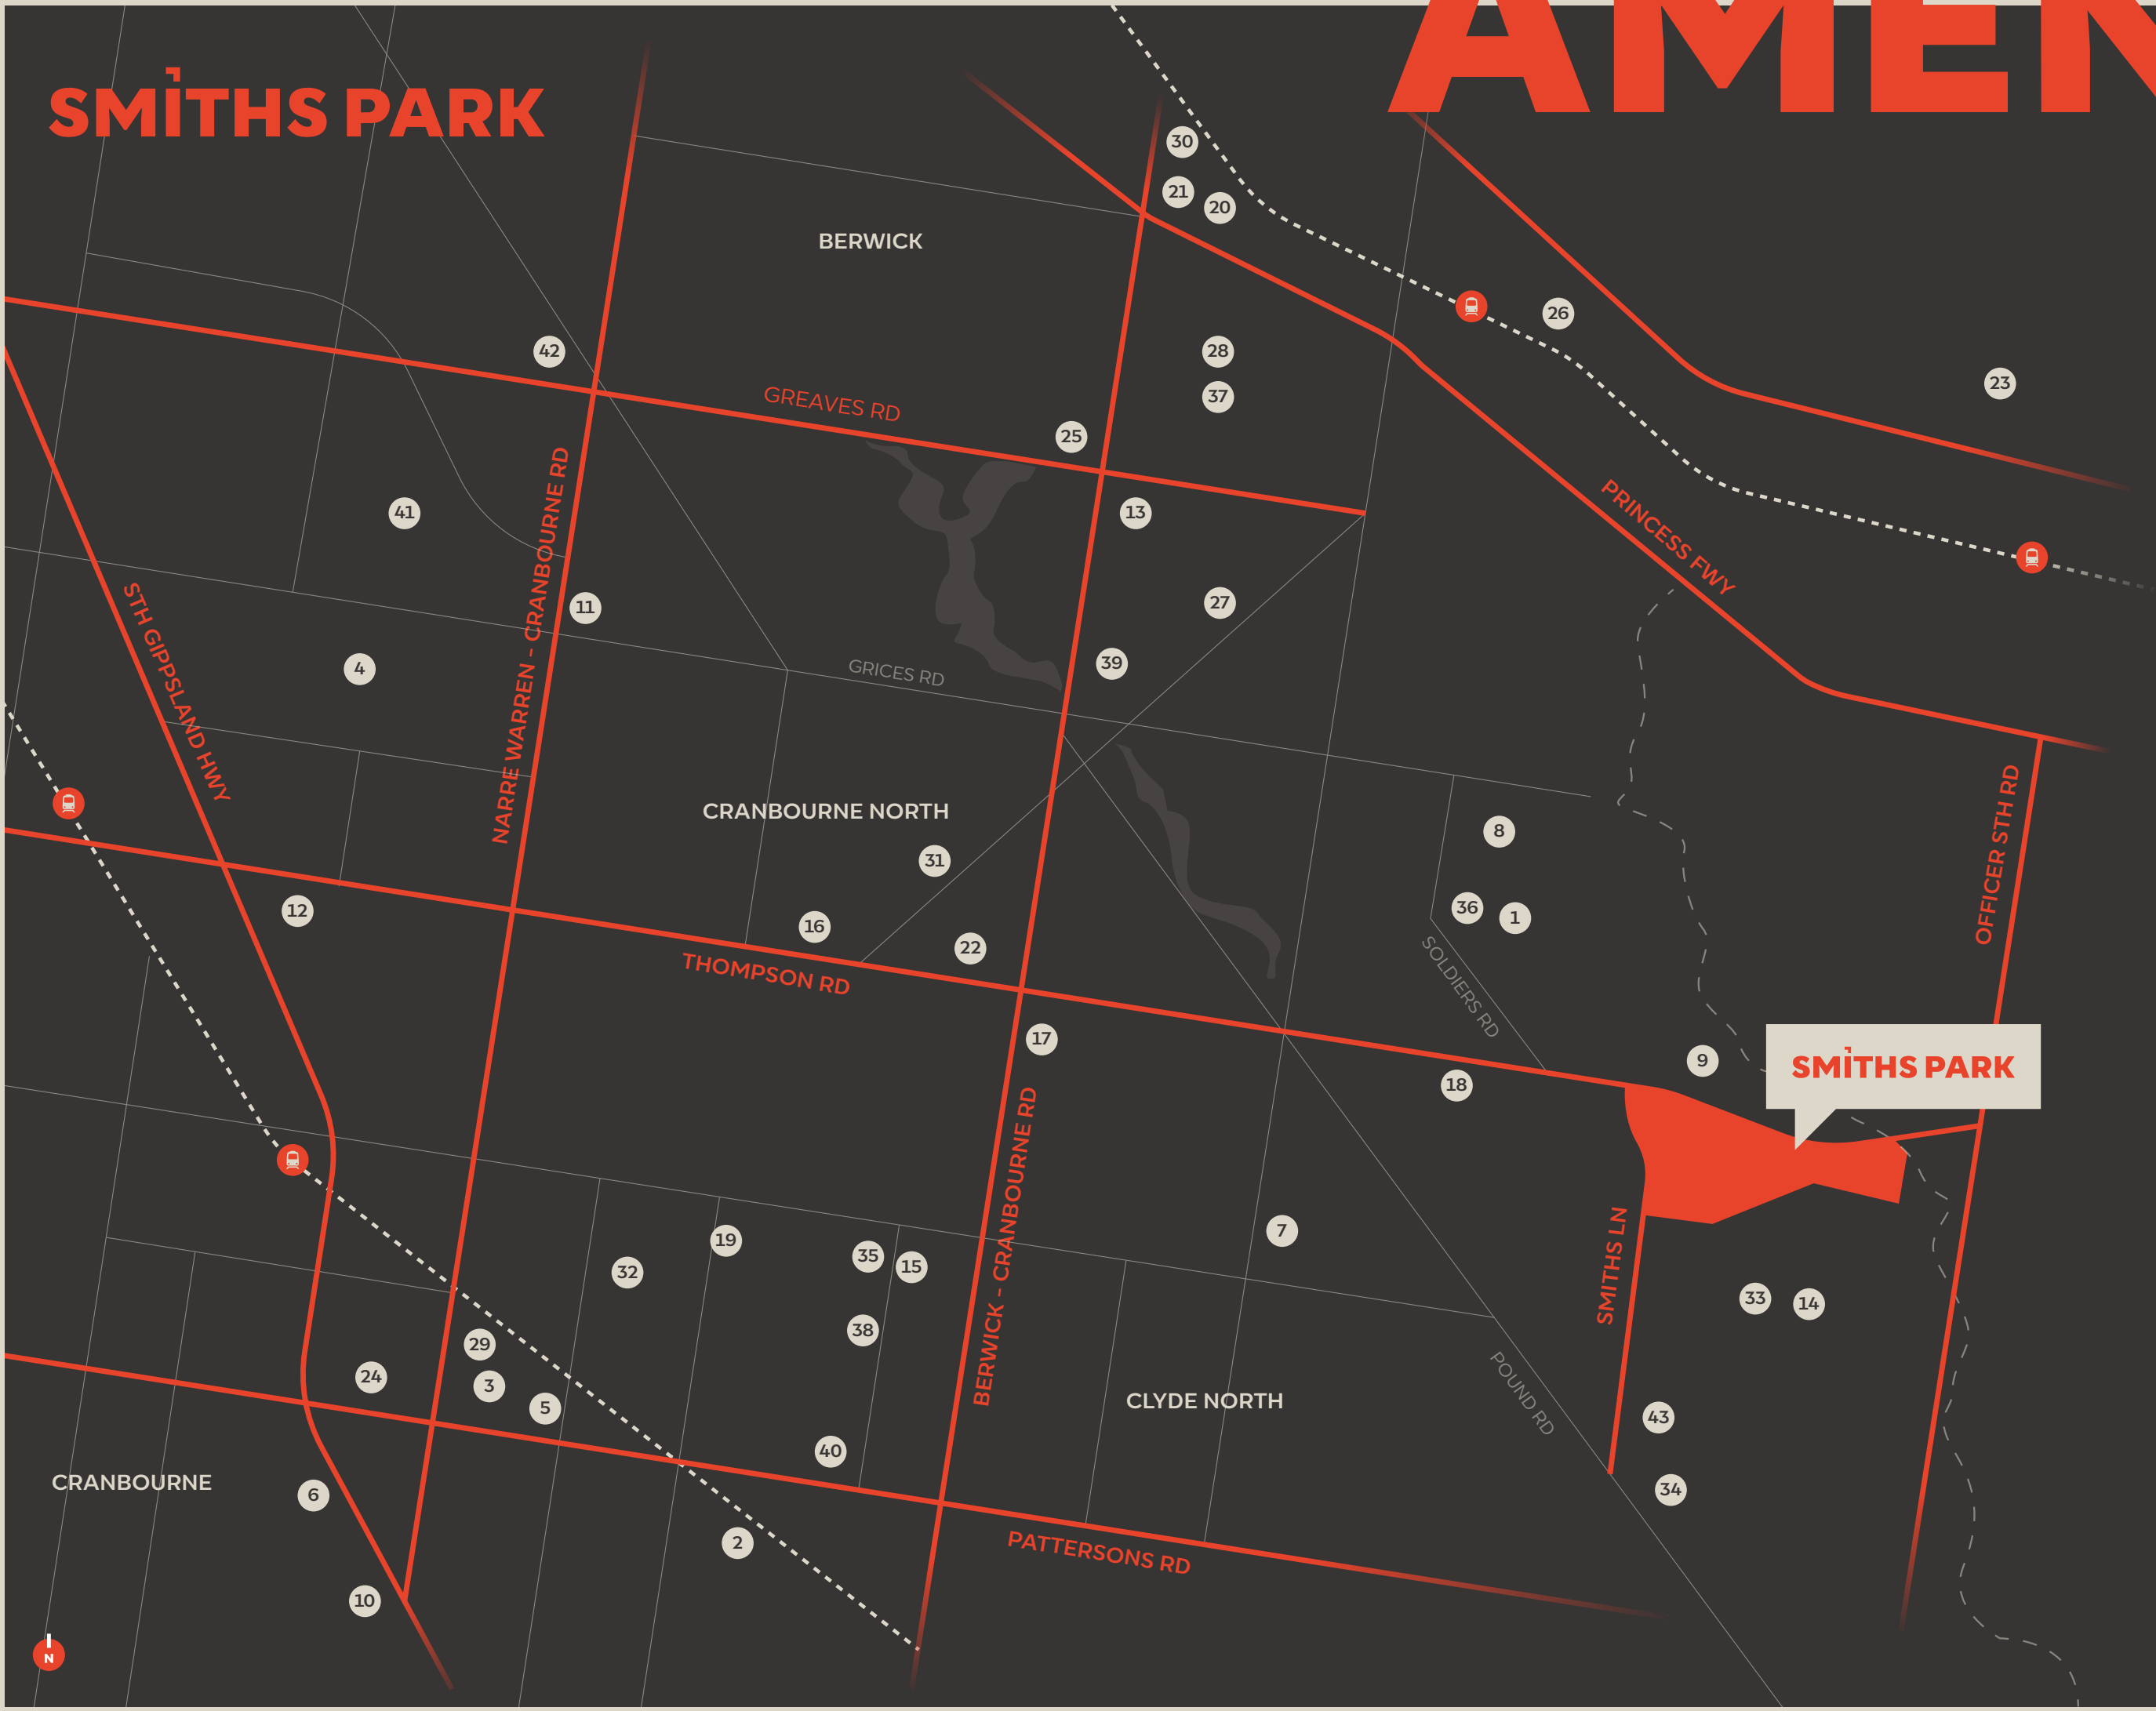 AMEN
SMiTHS PARK
30
21
20
BERWICK
26
42
28
23
37
GREAVES RD
25
41
13
PRINCESS FWY
NARRE WARREN - CRANBOURNE RD
11
27
STH GIPPSLAND HWY
4
GRICES RD
39
CRANBOURNE NORTH
8
OFFICER STH RD
31
12
16
36
1
22
THOMPSON RD
SOLDIERS RD
17
9
SMiTHS PARK
18
BERWICK - CRANBOURNE RD
19
7
35
15
32
SMITHS LN
33
14
38
29
24
3
5
CLYDE NORTH
POUND RD
43
40
CRANBOURNE
6
34
2
PATTERSONS RD
10
N